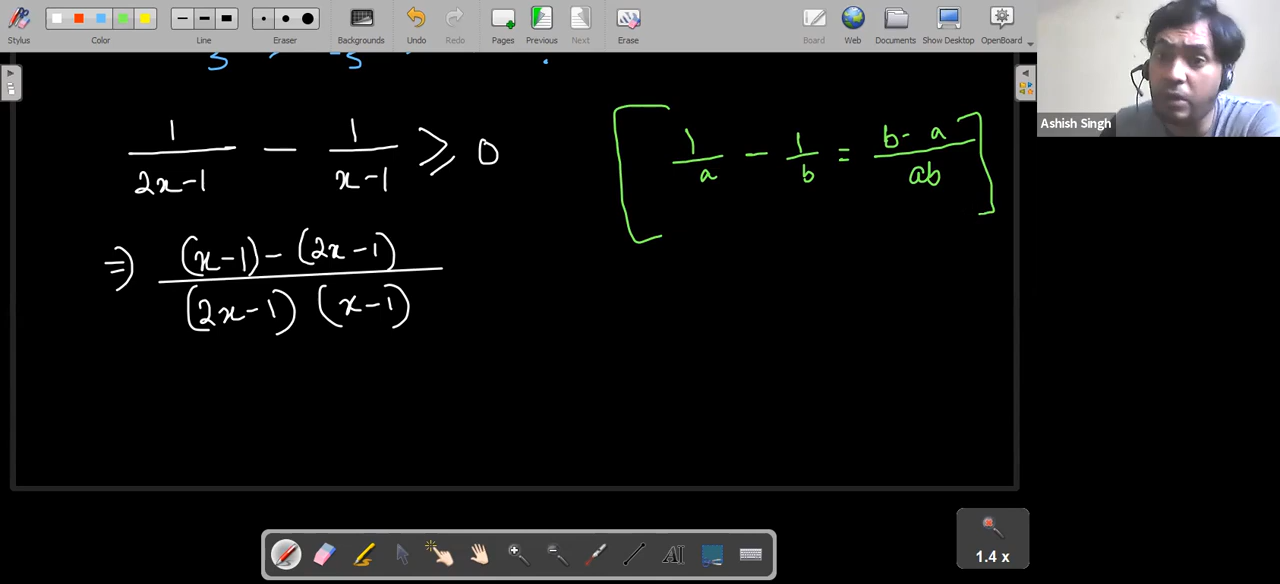 Stylus Color Line Eraser Backgrounds Undo Redo Pages Previous Next Erase Board Web Documents Show Desktop OpenBoard
Ashish Singh
1/(2x-1) - 1/(x-1) ⩾ 0
[1/a - 1/b = (b-a)/ab]
⇒ ((x-1)-(2x-1))/((2x-1)(x-1))
AI
1.4 x